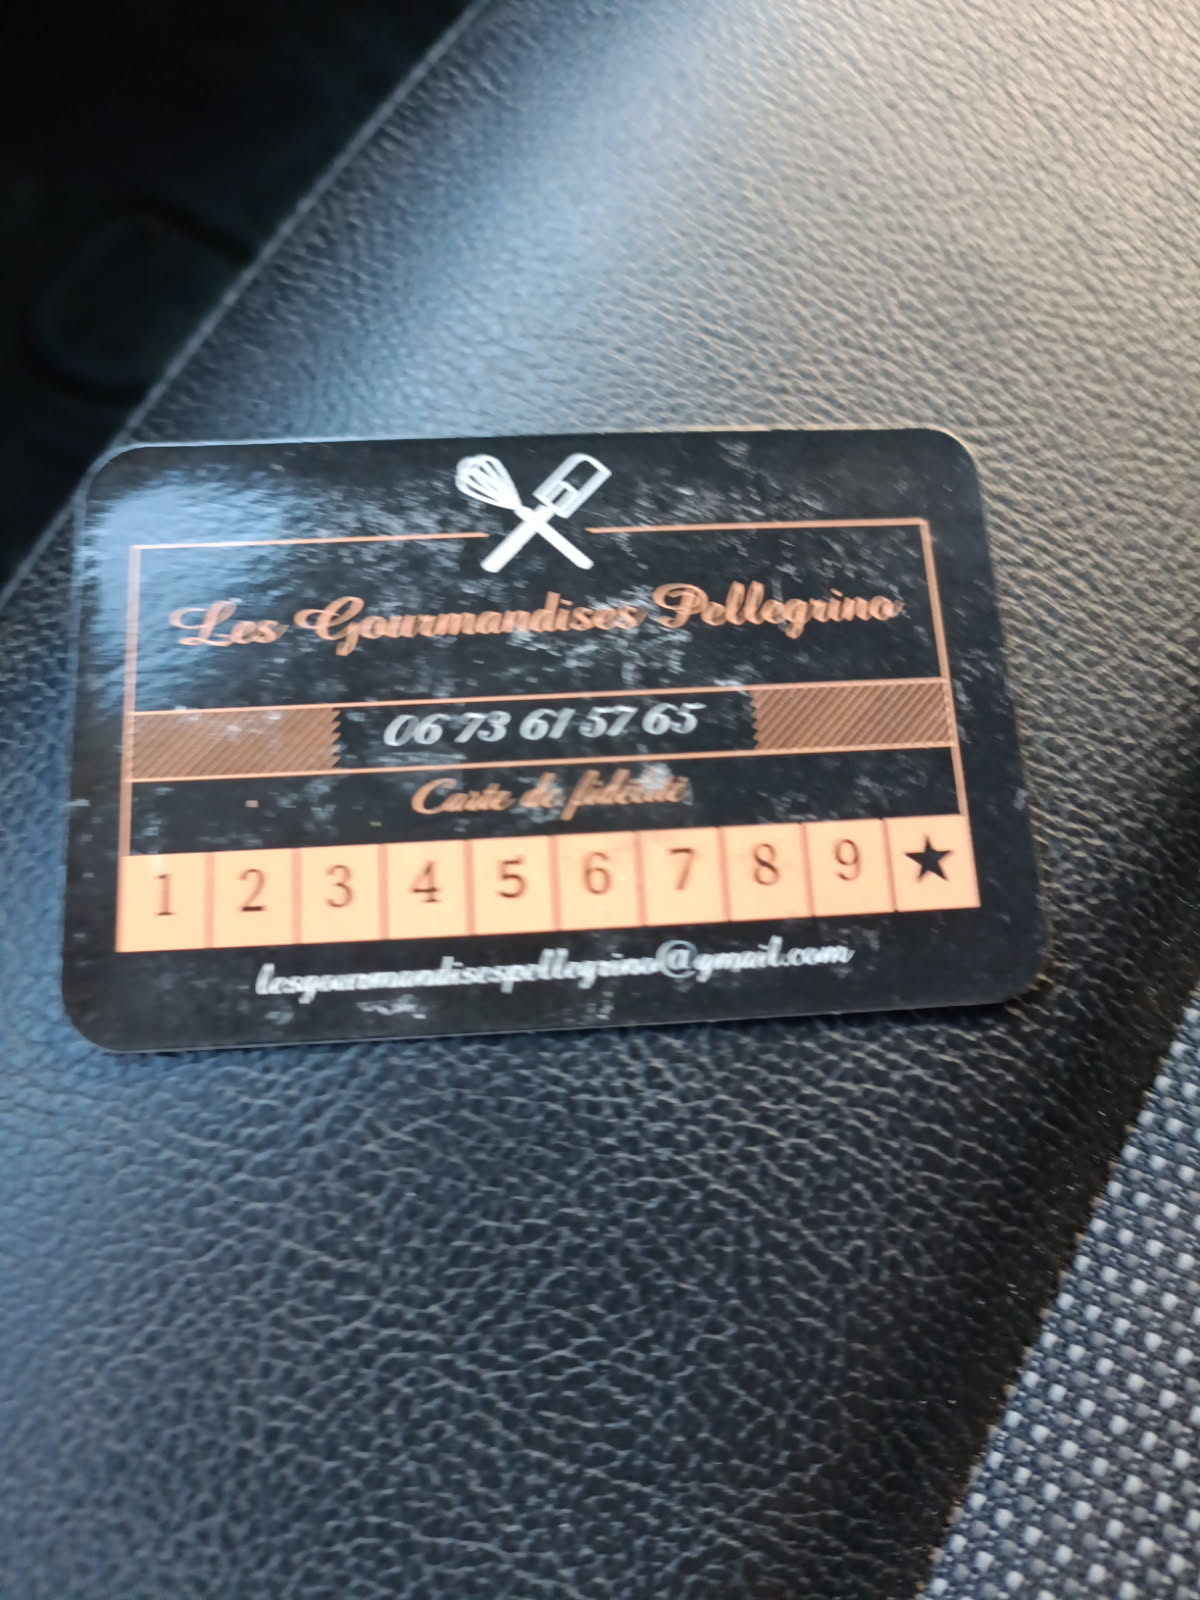 Les Gourmandises Pellegrino
06 73 61 57 65
Carte de fidélité
1 2 3 4 5 6 7 8 9 ★
lesgourmandisespellegrino@gmail.com